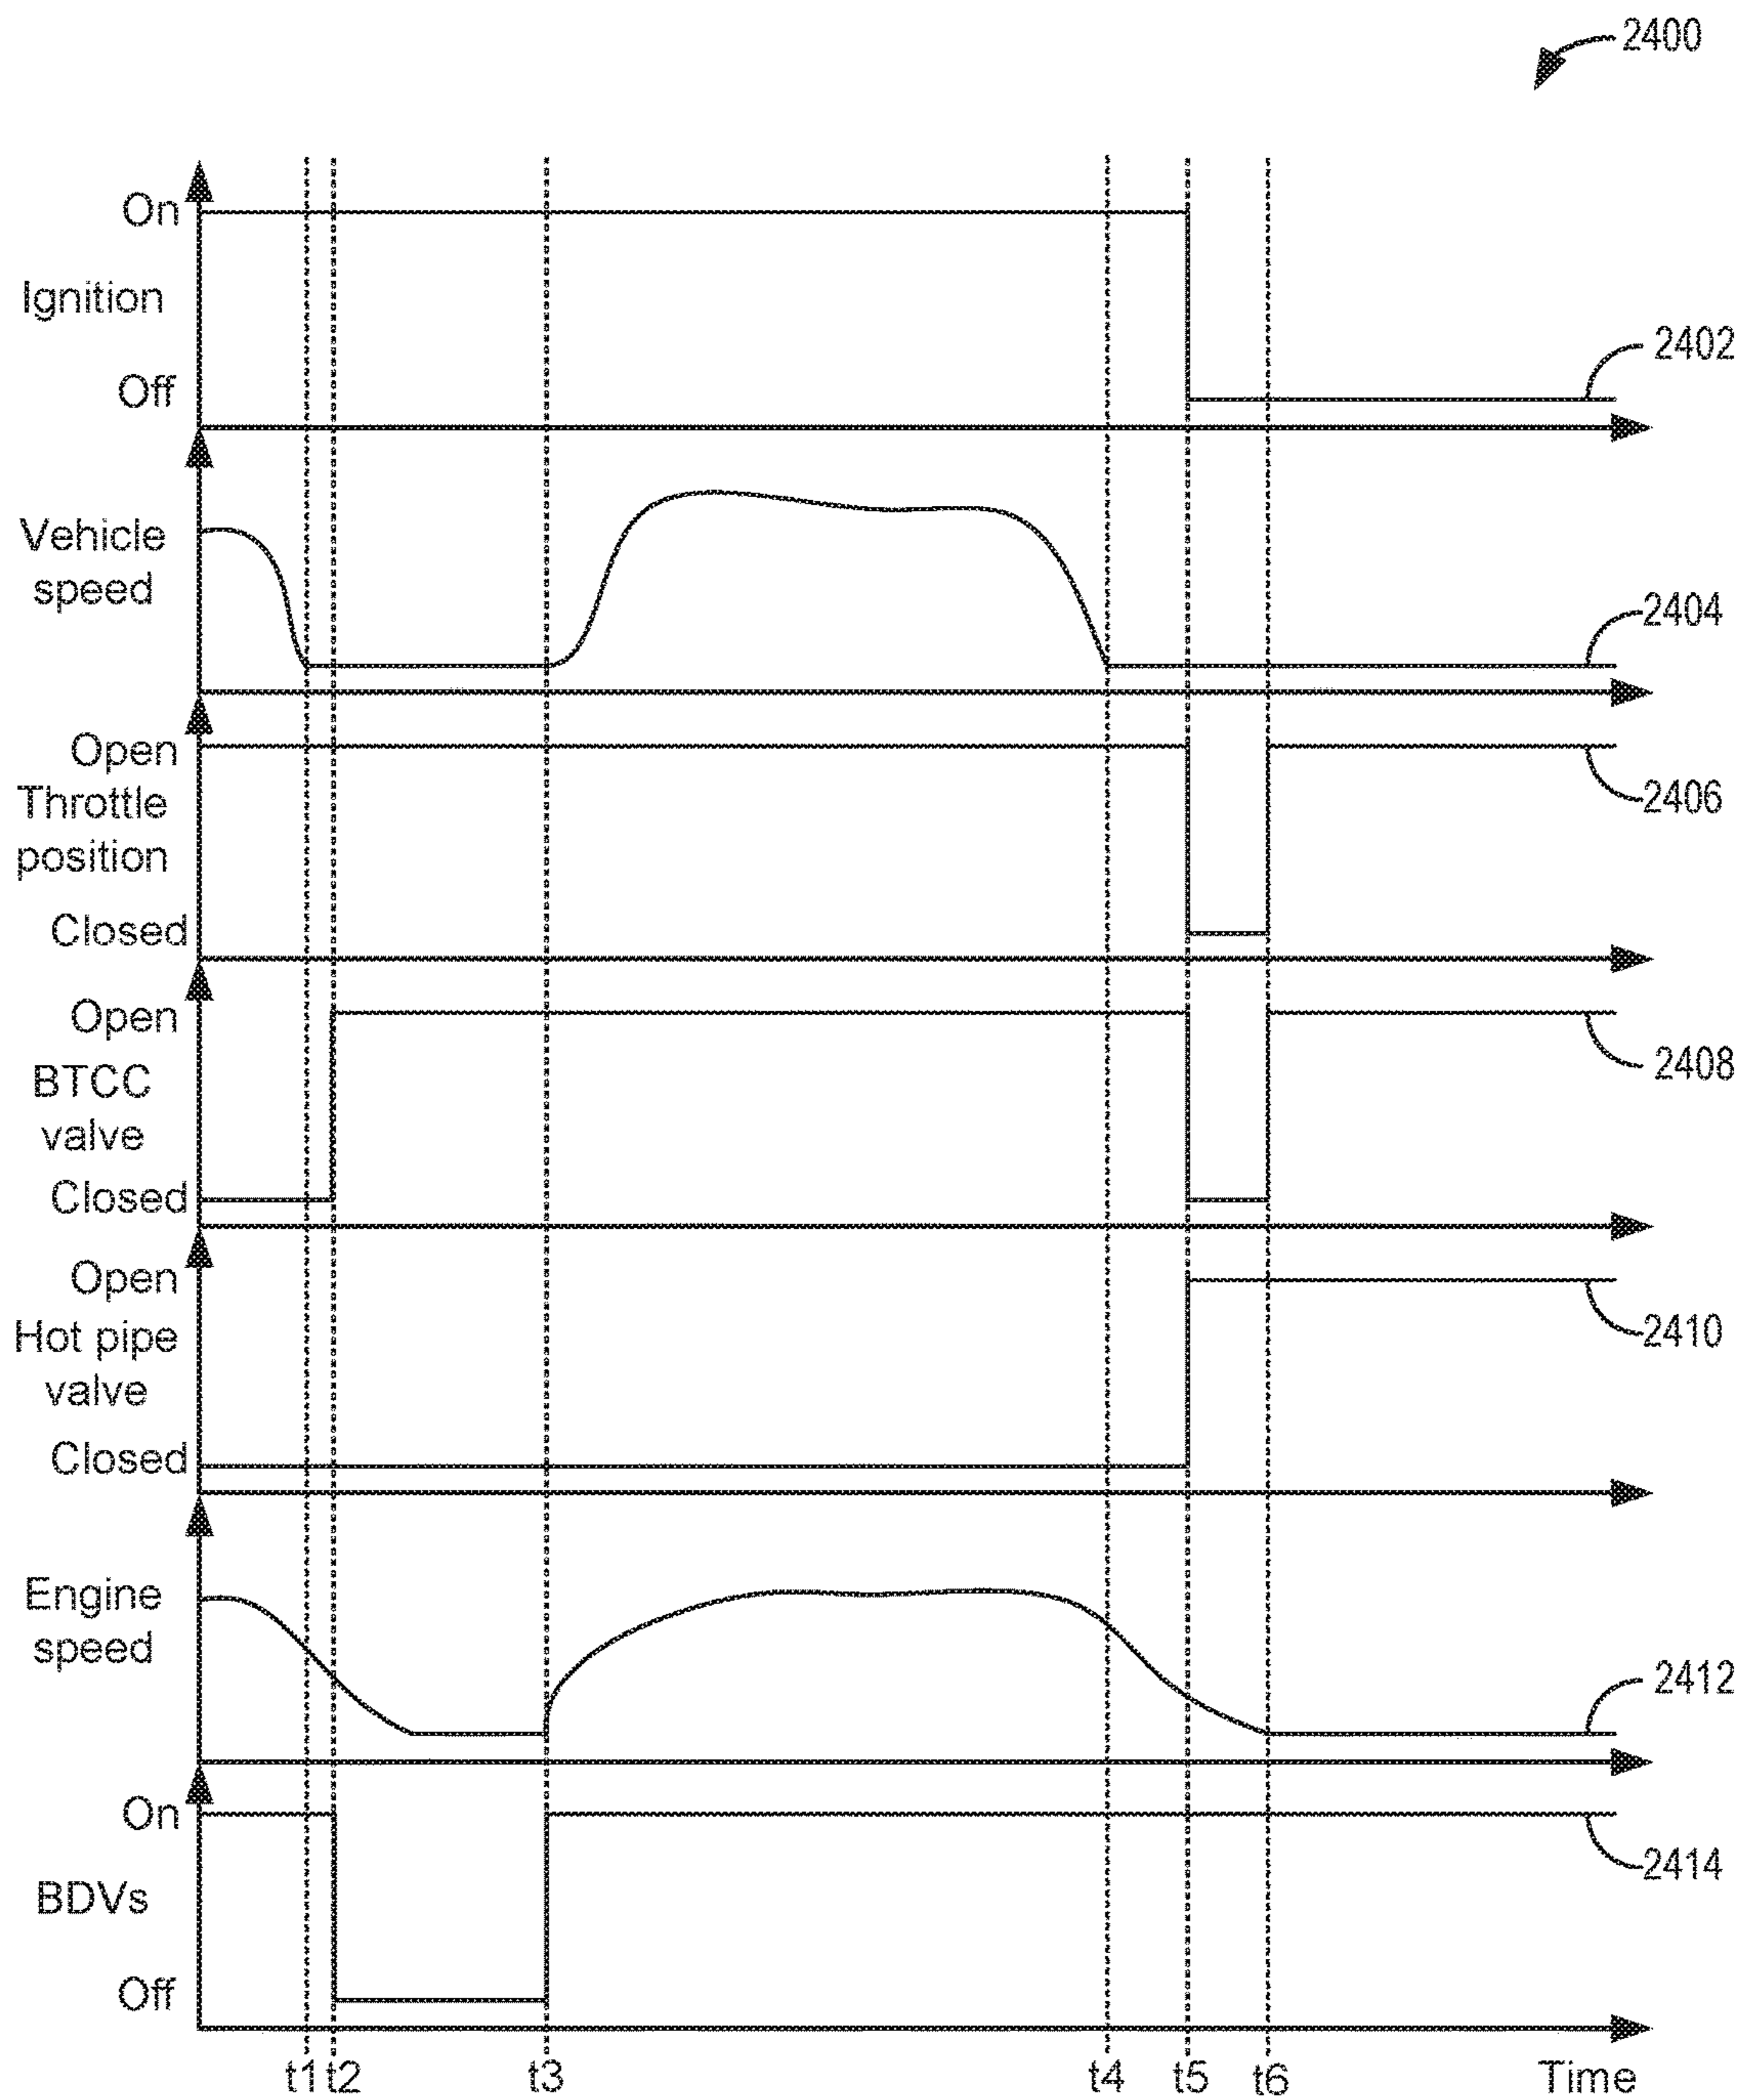 2400
On
Ignition
Off
2402
Vehicle
speed
2404
Open
Throttle
position
Closed
2406
Open
BTCC
valve
Closed
2408
Open
Hot pipe
valve
Closed
2410
Engine
speed
2412
On
BDVs
Off
2414
t1 t2 t3 t4 t5 t6 Time